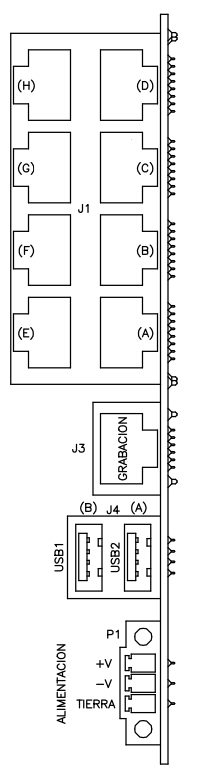 (H) (D)
(G) (C)
J1
(F) (B)
(E) (A)
J3
GRABACION
(B) J4 (A)
USB1
USB2
P1
ALIMENTACION
+V
-V
TIERRA